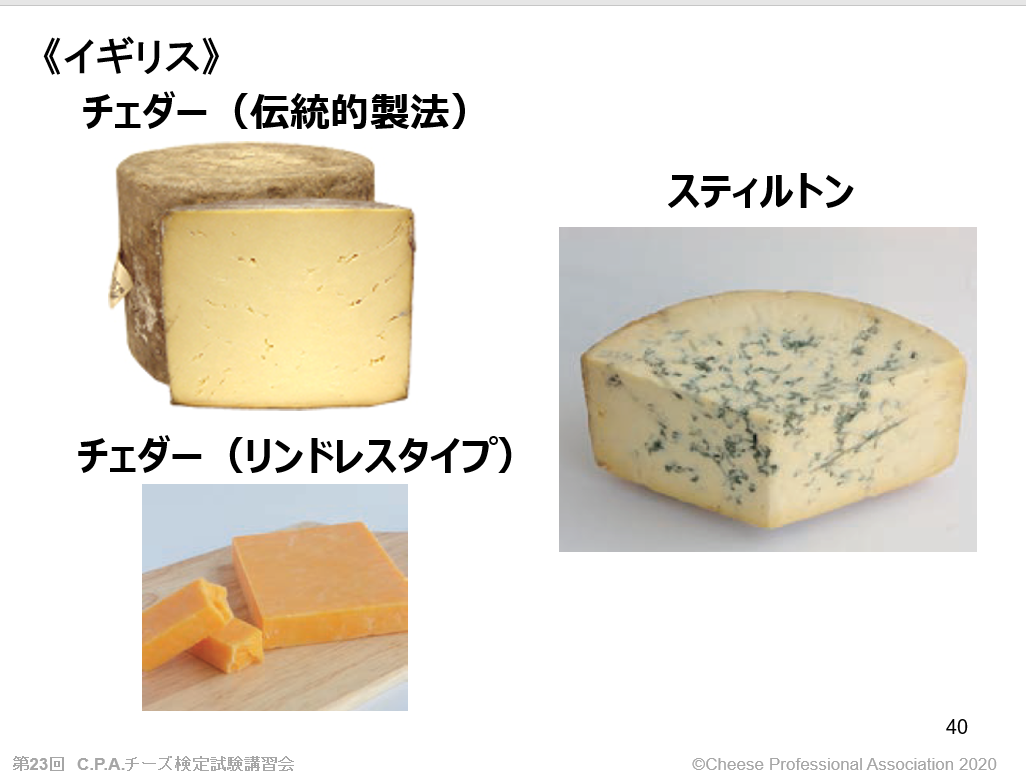 《イギリス》
チェダー（伝統的製法）
スティルトン
チェダー（リンドレスタイプ）
40
第23回 C.P.A.チーズ検定試験講習会
©Cheese Professional Association 2020